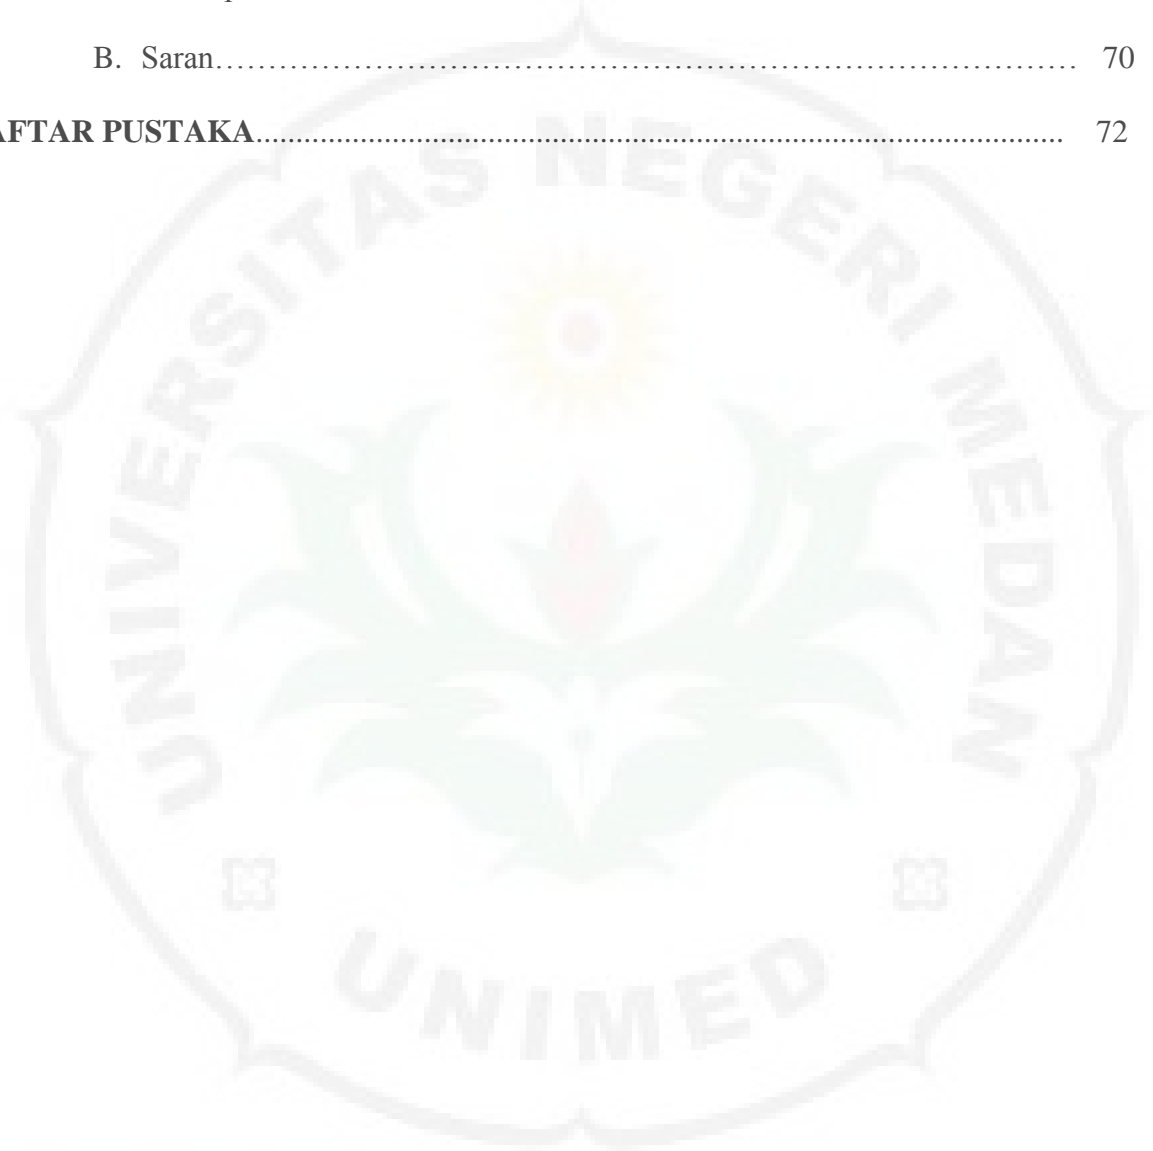 B. Saran…………………………………………………………………… 70
AFTAR PUSTAKA..................................................................................................... 72
UNIVERSITAS NEGERI MEDAN
UNIMED